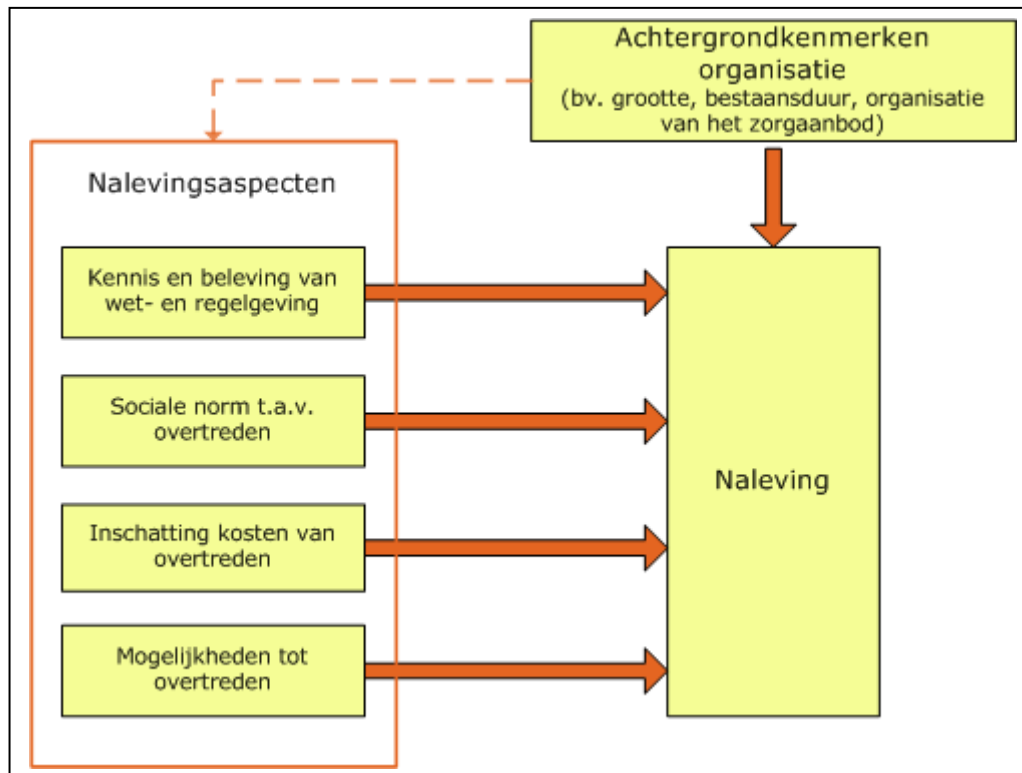 Achtergrondkenmerken
organisatie
(bv. grootte, bestaansduur, organisatie
van het zorgaanbod)
Nalevingsaspecten
Kennis en beleving van
wet- en regelgeving
Sociale norm t.a.v.
overtreden
Inschatting kosten van
overtreden
Mogelijkheden tot
overtreden
Naleving